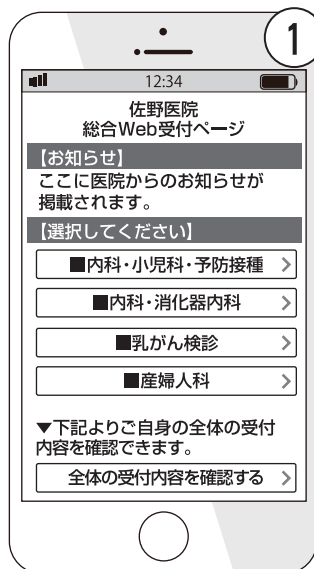 1
12:34
佐野医院
総合Web受付ページ
【お知らせ】
ここに医院からのお知らせが
掲載されます。
【選択してください】
■内科・小児科・予防接種 >
■内科・消化器内科 >
■乳がん検診 >
■産婦人科 >
▼下記よりご自身の全体の受付
内容を確認できます。
全体の受付内容を確認する >